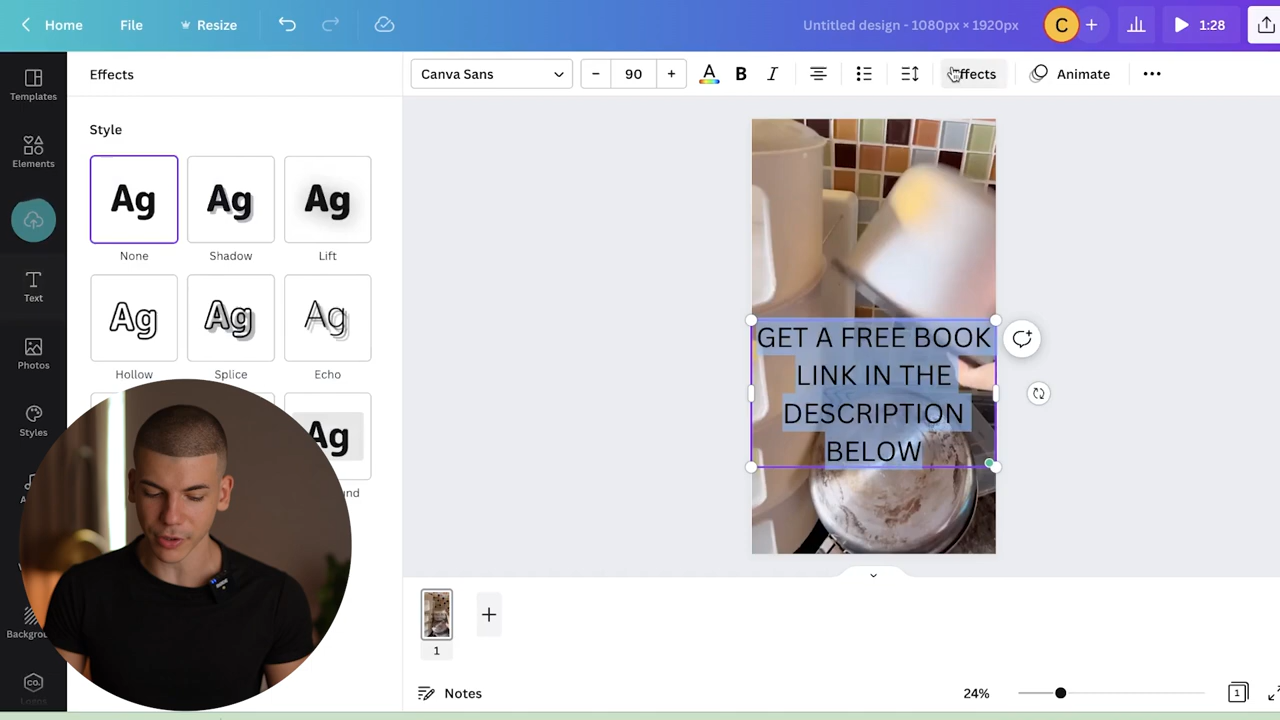 Home
File
Resize
Untitled design - 1080px × 1920px
C
1:28
Templates
Elements
Text
Photos
Styles
Logos
Effects
Style
Ag
None
Ag
Shadow
Ag
Lift
Ag
Hollow
Ag
Splice
Ag
Echo
Ag
Canva Sans
90
A
B
I
Animate
GET A FREE BOOK
LINK IN THE
DESCRIPTION
BELOW
1
Notes
24%
1